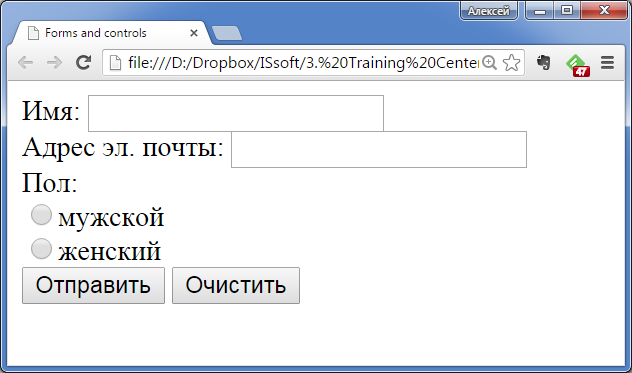 Алексей
Forms and controls
file:///D:/Dropbox/ISsoft/3.%20Training%20Center
47
Имя:
Адрес эл. почты:
Пол:
мужской
женский
Отправить Очистить